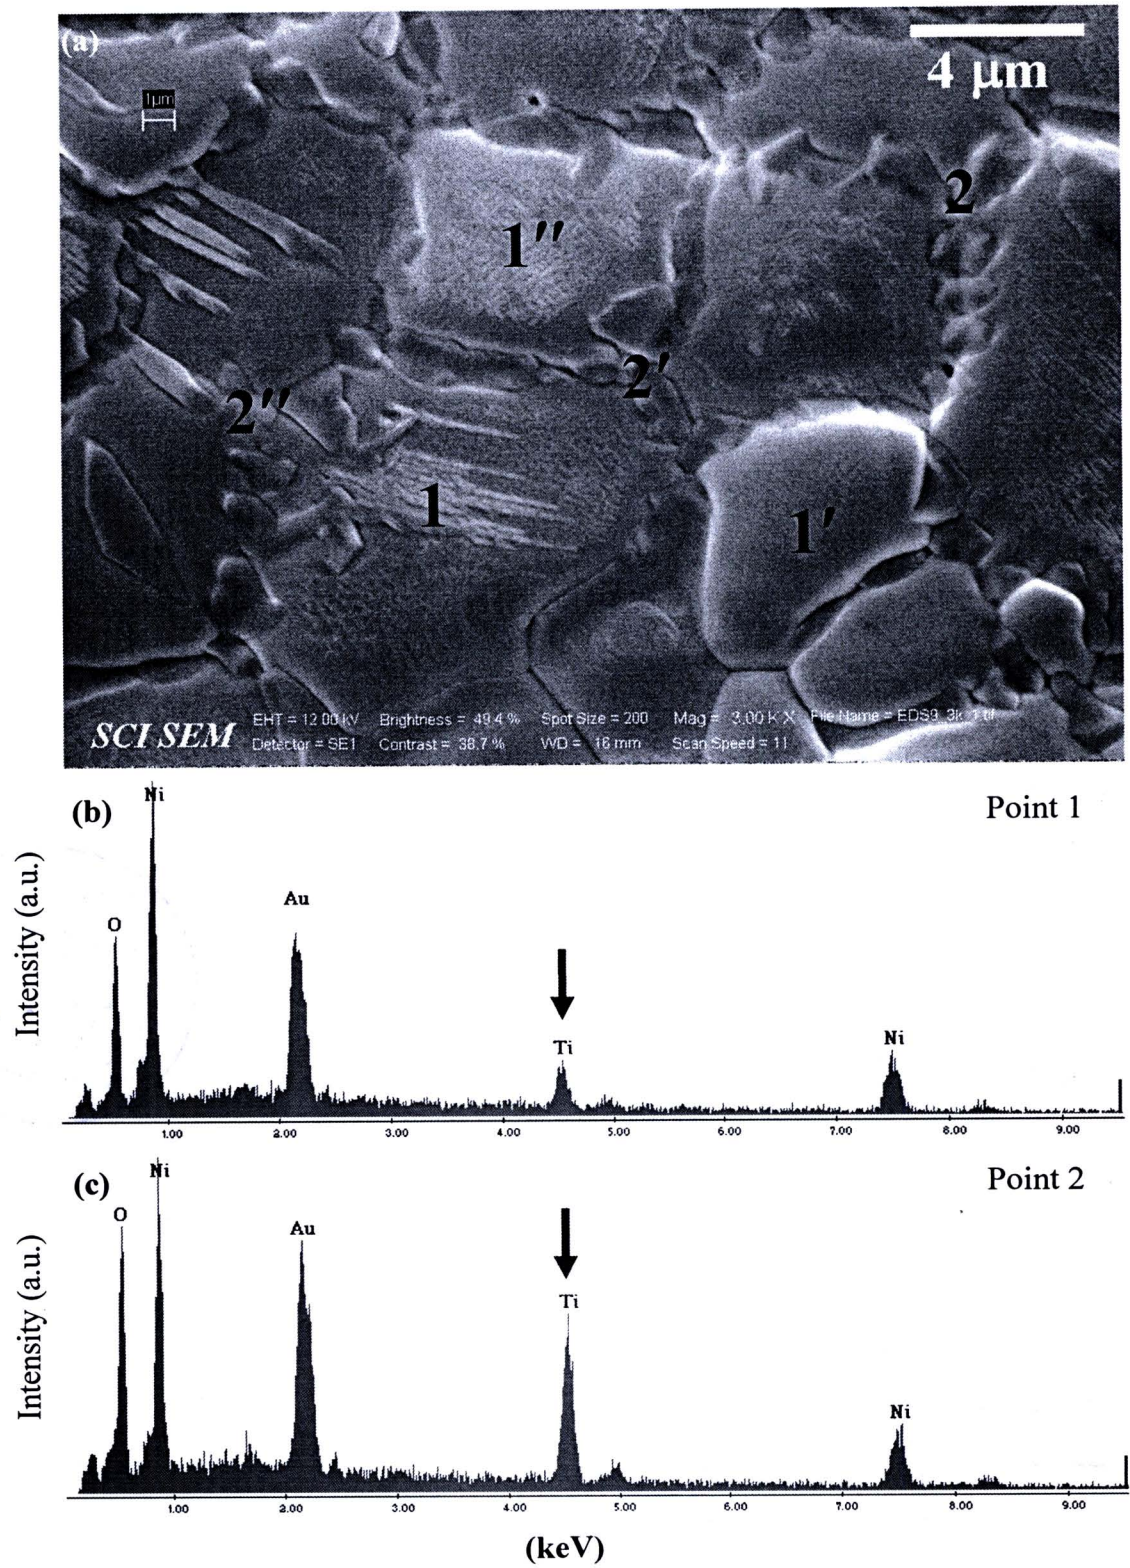 (a)
4 μm
1μm
2
1″
2′
2″
1
1′
SCI SEM
EHT = 12.00 kV Brightness = 49.4 % Spot Size = 200 Mag = 3.00 K X File Name = EDS3_3k_1.tif
Detector = SE1 Contrast = 38.7 % WD = 16 mm Scan Speed = 11
(b)
Point 1
Intensity (a.u.)
Ni
O
Au
Ti
Ni
1.00 2.00 3.00 4.00 5.00 6.00 7.00 8.00 9.00
(c)
Point 2
Intensity (a.u.)
Ni
O
Au
Ti
Ni
1.00 2.00 3.00 4.00 5.00 6.00 7.00 8.00 9.00
(keV)